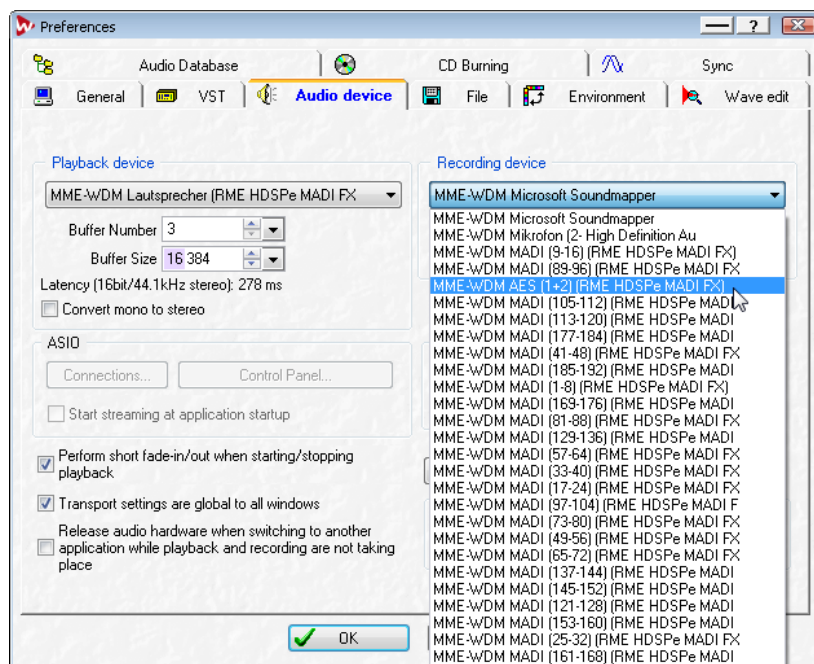 Preferences
Audio Database
CD Burning
Sync
General
VST
Audio device
File
Environment
Wave edit
Playback device
MME-WDM Lautsprecher (RME HDSPe MADI FX
Buffer Number 3
Buffer Size 16 384
Latency (16bit/44.1kHz stereo): 278 ms
Convert mono to stereo
ASIO
Connections...
Control Panel...
Start streaming at application startup
Perform short fade-in/out when starting/stopping
playback
Transport settings are global to all windows
Release audio hardware when switching to another
application while playback and recording are not taking
place
OK
Recording device
MME-WDM Microsoft Soundmapper
MME-WDM Microsoft Soundmapper
MME-WDM Mikrofon (2- High Definition Au
MME-WDM MADI (9-16) (RME HDSPe MADI FX)
MME-WDM MADI (89-96) (RME HDSPe MADI FX
MME-WDM AES (1+2) (RME HDSPe MADI FX)
MME-WDM MADI (105-112) (RME HDSPe MADI
MME-WDM MADI (113-120) (RME HDSPe MADI
MME-WDM MADI (177-184) (RME HDSPe MADI
MME-WDM MADI (41-48) (RME HDSPe MADI FX
MME-WDM MADI (185-192) (RME HDSPe MADI
MME-WDM MADI (1-8) (RME HDSPe MADI FX)
MME-WDM MADI (169-176) (RME HDSPe MADI
MME-WDM MADI (81-88) (RME HDSPe MADI FX
MME-WDM MADI (129-136) (RME HDSPe MADI
MME-WDM MADI (57-64) (RME HDSPe MADI FX
MME-WDM MADI (33-40) (RME HDSPe MADI FX
MME-WDM MADI (17-24) (RME HDSPe MADI FX
MME-WDM MADI (97-104) (RME HDSPe MADI F
MME-WDM MADI (73-80) (RME HDSPe MADI FX
MME-WDM MADI (49-56) (RME HDSPe MADI FX
MME-WDM MADI (65-72) (RME HDSPe MADI FX
MME-WDM MADI (137-144) (RME HDSPe MADI
MME-WDM MADI (145-152) (RME HDSPe MADI
MME-WDM MADI (121-128) (RME HDSPe MADI
MME-WDM MADI (153-160) (RME HDSPe MADI
MME-WDM MADI (25-32) (RME HDSPe MADI FX
MME-WDM MADI (161-168) (RME HDSPe MADI